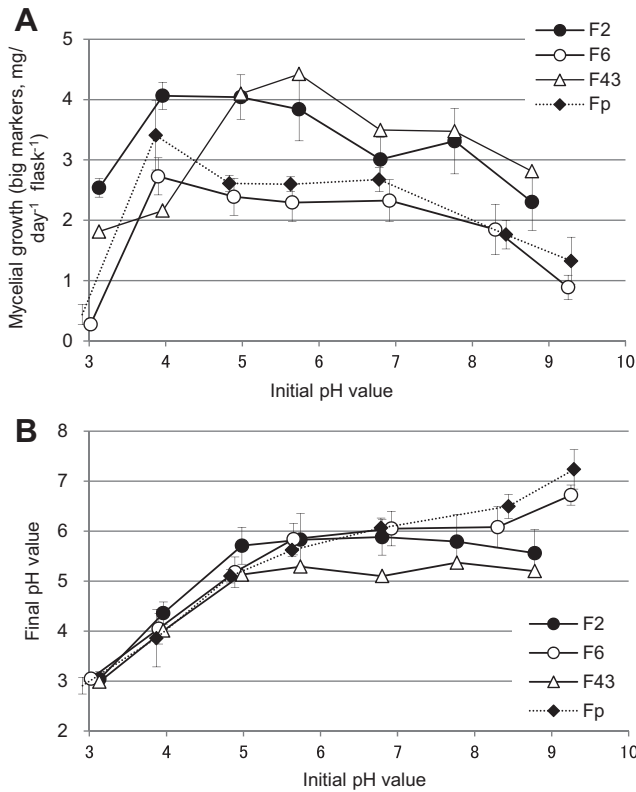 A
F2
F6
F43
Fp
5
4
3
2
1
0
Mycelial growth (big markers, mg/
day-1 flask-1)
3 4 5 6 7 8 9 10
Initial pH value
B
8
7
6
5
4
3
2
Final pH value
F2
F6
F43
Fp
3 4 5 6 7 8 9 10
Initial pH value